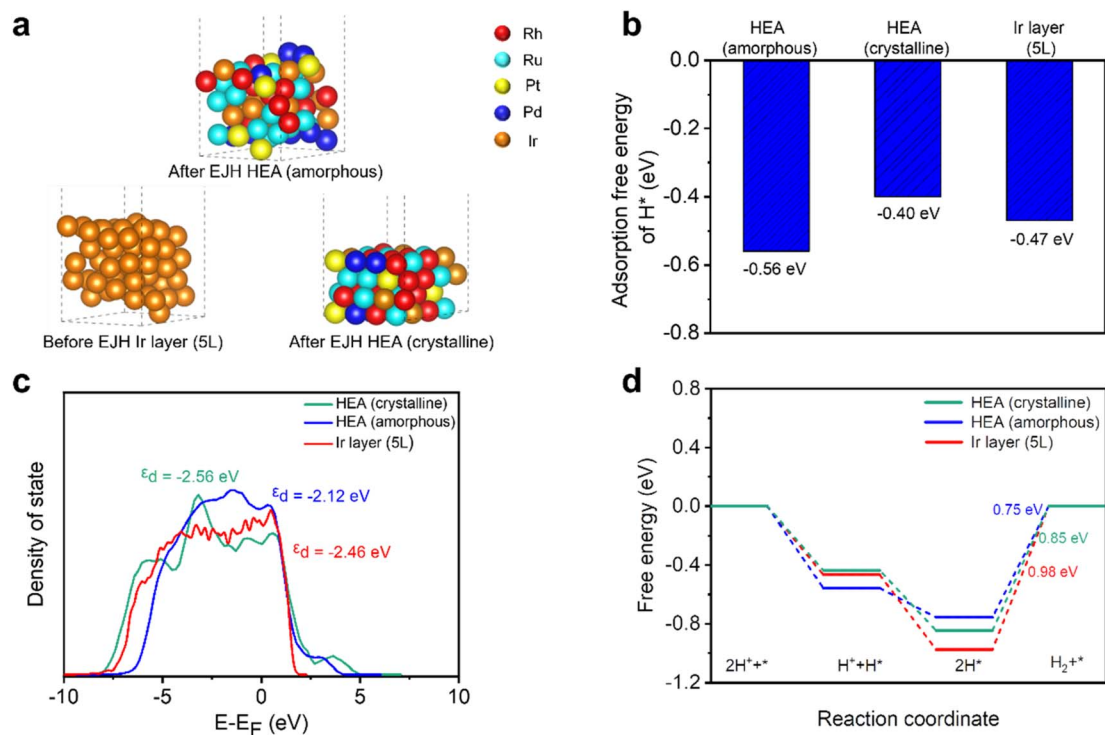 a
Rh
Ru
Pt
Pd
Ir
After EJH HEA (amorphous)
Before EJH Ir layer (5L)
After EJH HEA (crystalline)
b
HEA
(amorphous)
HEA
(crystalline)
Ir layer
(5L)
0.0
-0.2
-0.4
-0.6
-0.8
Adsorption free energy
of H* (eV)
-0.56 eV
-0.40 eV
-0.47 eV
c
HEA (crystalline)
HEA (amorphous)
Ir layer (5L)
εd = -2.56 eV
εd = -2.12 eV
εd = -2.46 eV
Density of state
-10
-5
0
5
10
E-EF (eV)
d
0.8
0.4
0.0
-0.4
-0.8
-1.2
Free energy (eV)
HEA (crystalline)
HEA (amorphous)
Ir layer (5L)
0.75 eV
0.85 eV
0.98 eV
2H⁺+*
H⁺+H*
2H*
H₂+*
Reaction coordinate